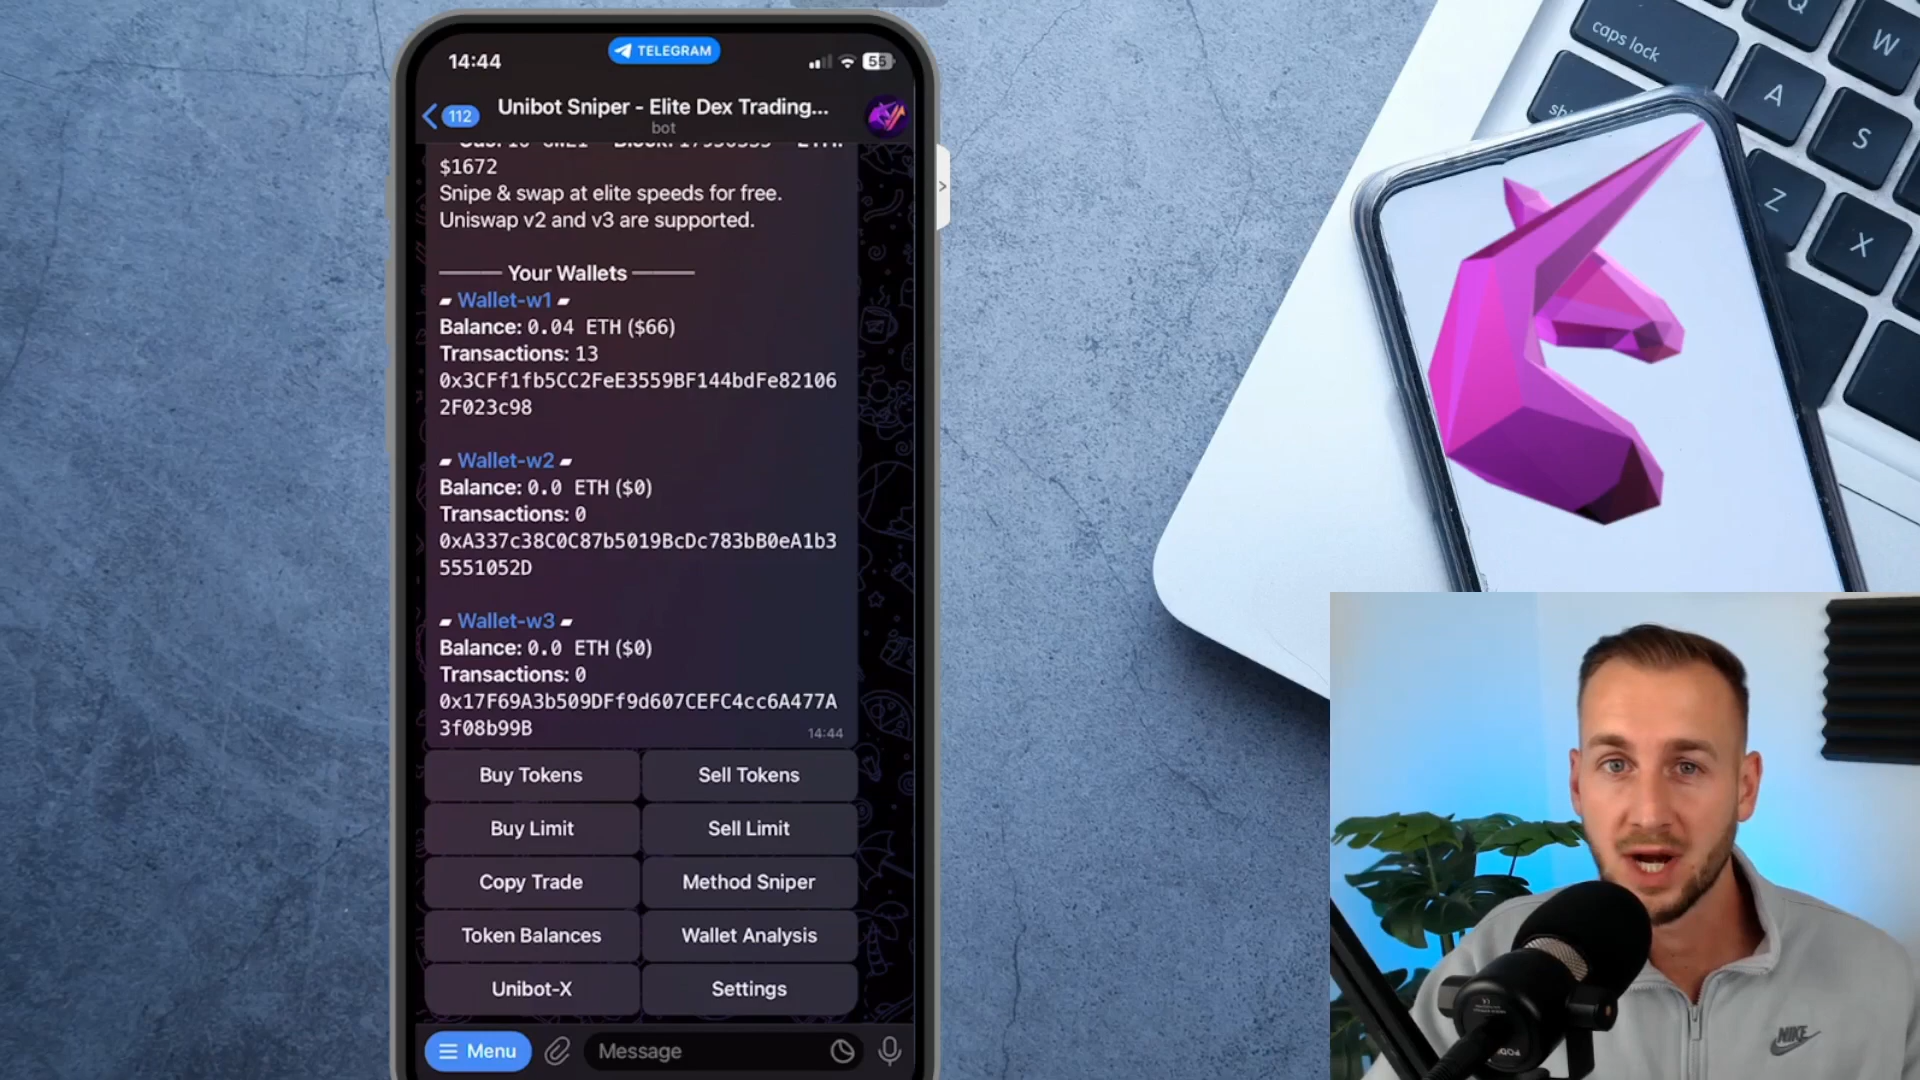 14:44
TELEGRAM
55
112
Unibot Sniper - Elite Dex Trading...
bot
$1672
Snipe & swap at elite speeds for free.
Uniswap v2 and v3 are supported.
Your Wallets
Wallet-w1
Balance: 0.04 ETH ($66)
Transactions: 13
0x3CFf1fb5CC2FeE3559BF144bdFe82106
2F023c98
Wallet-w2
Balance: 0.0 ETH ($0)
Transactions: 0
0xA337c38C0C87b5019BcDc783bB0eA1b3
5551052D
Wallet-w3
Balance: 0.0 ETH ($0)
Transactions: 0
0x17F69A3b509DFf9d607CEFC4cc6A477A
3f08b99B
14:44
Buy Tokens
Sell Tokens
Buy Limit
Sell Limit
Copy Trade
Method Sniper
Token Balances
Wallet Analysis
Unibot-X
Settings
Menu
Message
caps lock
Q
W
A
S
Z
X
NIKE